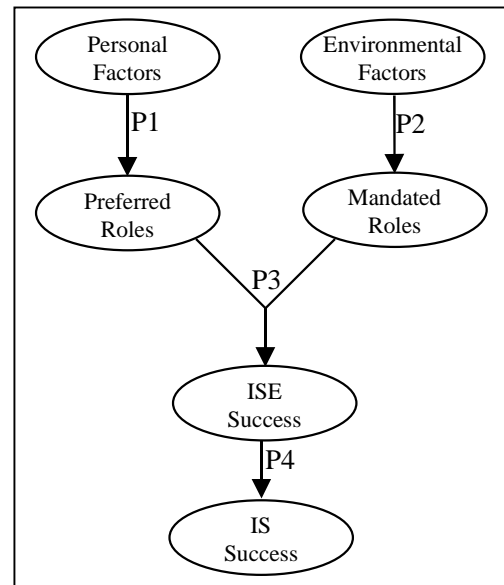 Personal
Factors
Environmental
Factors
P1
P2
Preferred
Roles
Mandated
Roles
P3
ISE
Success
P4
IS
Success